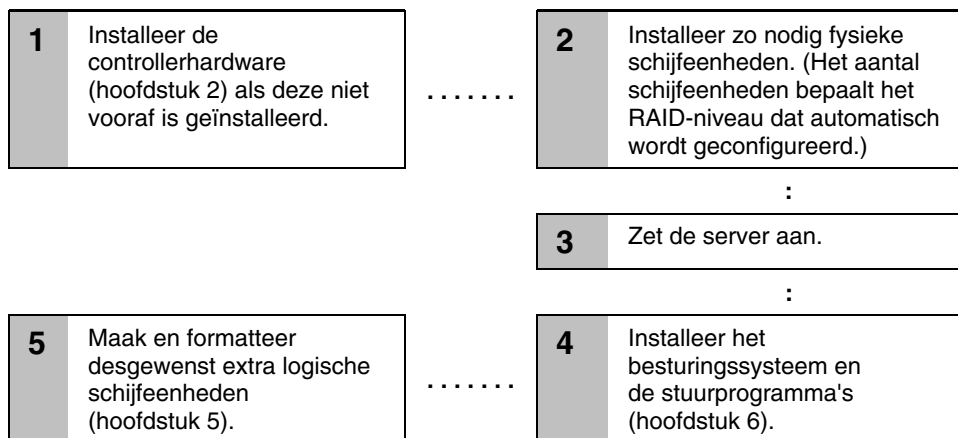 1
Installeer de
controllerhardware
(hoofdstuk 2) als deze niet
vooraf is geïnstalleerd.
.......
2
Installeer zo nodig fysieke
schijfeenheden. (Het aantal
schijfeenheden bepaalt het
RAID-niveau dat automatisch
wordt geconfigureerd.)
:
3
Zet de server aan.
:
4
Installeer het
besturingssysteem en
de stuurprogramma's
(hoofdstuk 6).
.......
5
Maak en formatteer
desgewenst extra logische
schijfeenheden
(hoofdstuk 5).